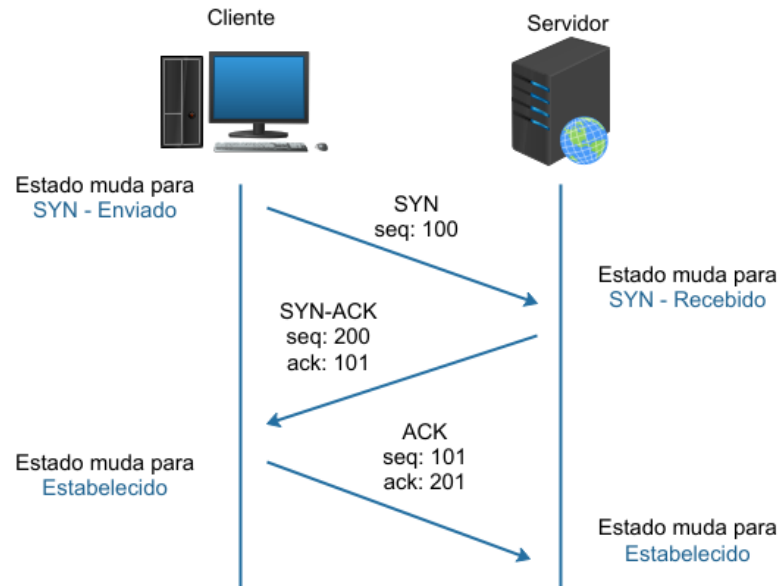 Cliente
Servidor
Estado muda para
SYN - Enviado
SYN
seq: 100
Estado muda para
SYN - Recebido
SYN-ACK
seq: 200
ack: 101
ACK
seq: 101
ack: 201
Estado muda para
Estabelecido
Estado muda para
Estabelecido